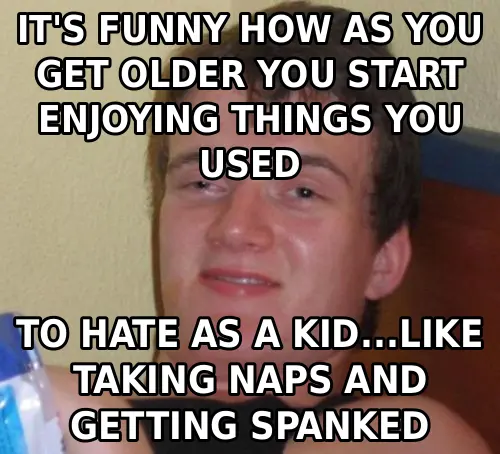 IT'S FUNNY HOW AS YOU
GET OLDER YOU START
ENJOYING THINGS YOU
USED
TO HATE AS A KID...LIKE
TAKING NAPS AND
GETTING SPANKED